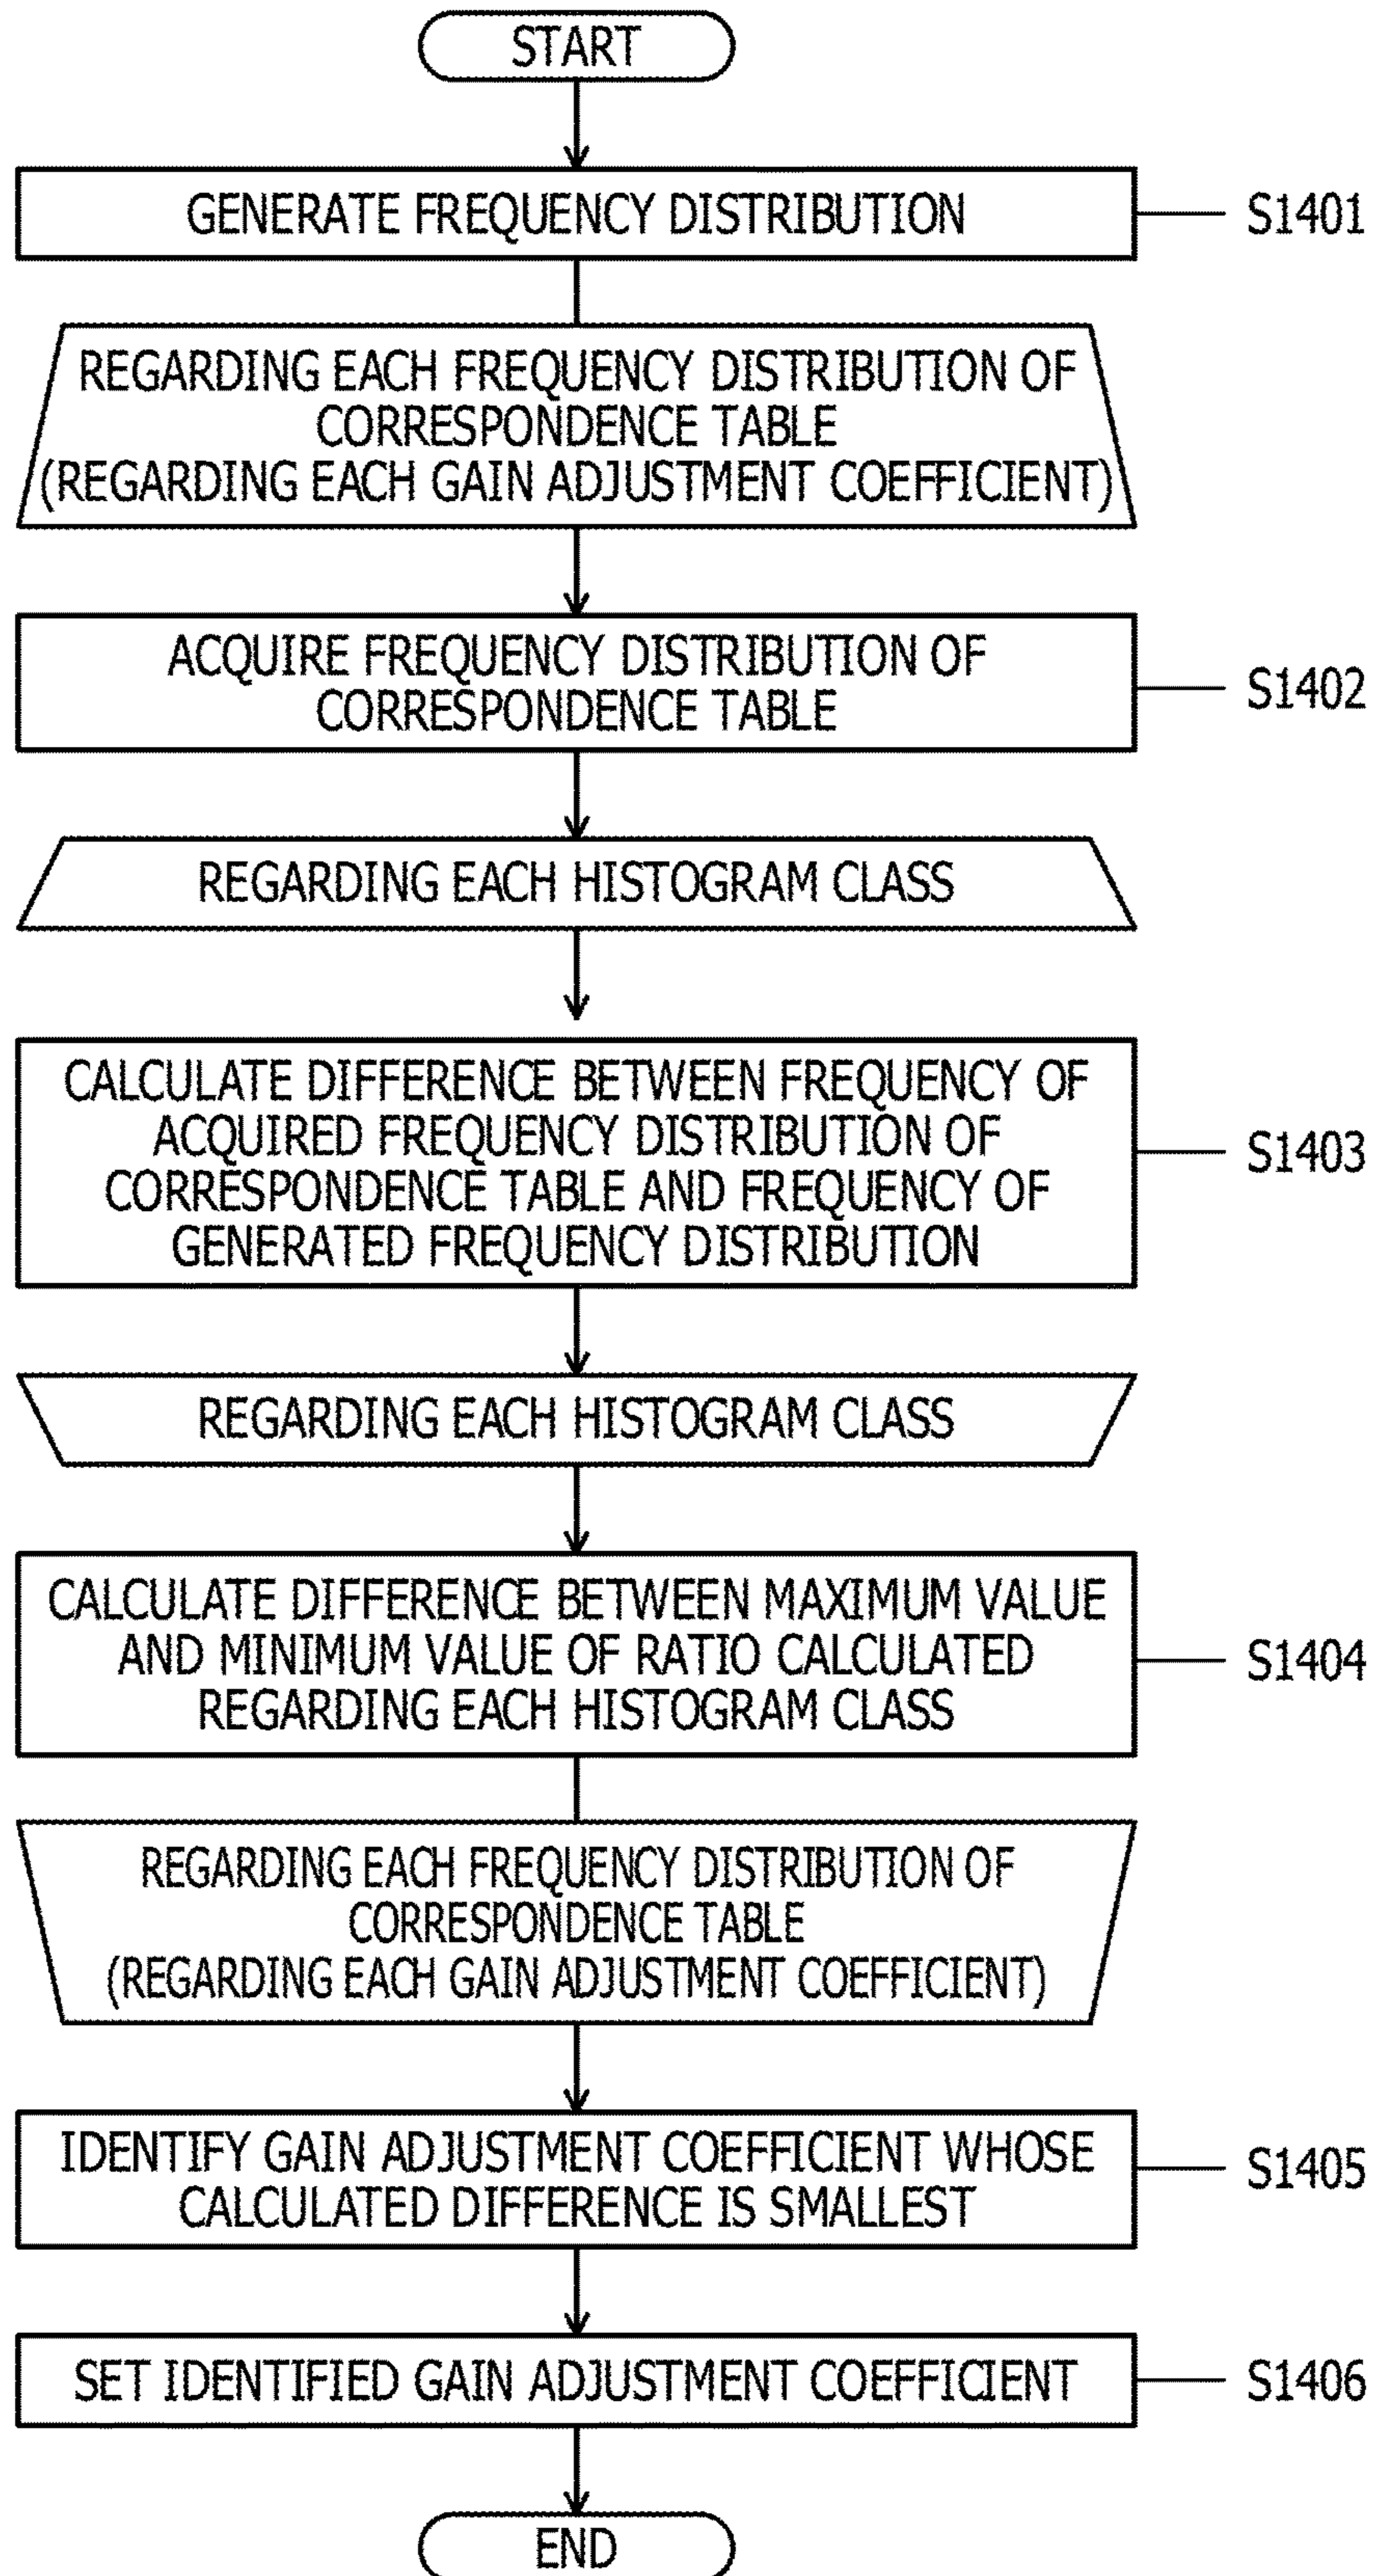 START
GENERATE FREQUENCY DISTRIBUTION
S1401
REGARDING EACH FREQUENCY DISTRIBUTION OF
CORRESPONDENCE TABLE
(REGARDING EACH GAIN ADJUSTMENT COEFFICIENT)
ACQUIRE FREQUENCY DISTRIBUTION OF
CORRESPONDENCE TABLE
S1402
REGARDING EACH HISTOGRAM CLASS
CALCULATE DIFFERENCE BETWEEN FREQUENCY OF
ACQUIRED FREQUENCY DISTRIBUTION OF
CORRESPONDENCE TABLE AND FREQUENCY OF
GENERATED FREQUENCY DISTRIBUTION
S1403
REGARDING EACH HISTOGRAM CLASS
CALCULATE DIFFERENCE BETWEEN MAXIMUM VALUE
AND MINIMUM VALUE OF RATIO CALCULATED
REGARDING EACH HISTOGRAM CLASS
S1404
REGARDING EACH FREQUENCY DISTRIBUTION OF
CORRESPONDENCE TABLE
(REGARDING EACH GAIN ADJUSTMENT COEFFICIENT)
IDENTIFY GAIN ADJUSTMENT COEFFICIENT WHOSE
CALCULATED DIFFERENCE IS SMALLEST
S1405
SET IDENTIFIED GAIN ADJUSTMENT COEFFICIENT
S1406
END